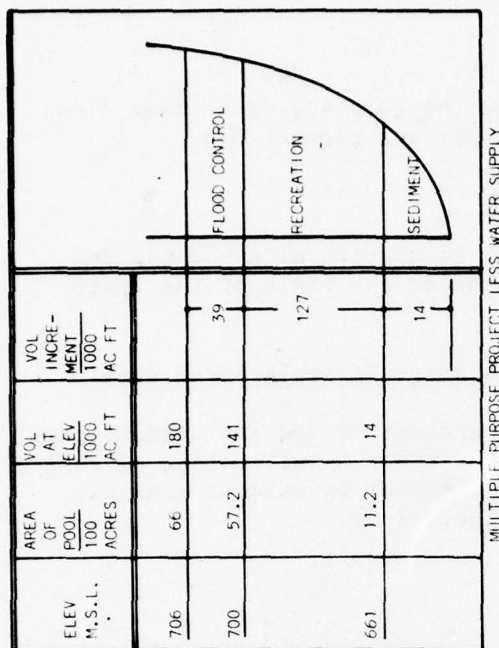 ELEV
M.S.L.
AREA
OF
POOL
100
ACRES
VOL
AT
ELEV
1000
AC FT
VOL
INCRE-
MENT
1000
AC FT
706 66 180
39 FLOOD CONTROL
700 57.2 141
127 RECREATION
661 11.2 14
14 SEDIMENT
MULTIPLE PURPOSE PROJECT LESS WATER SUPPLY